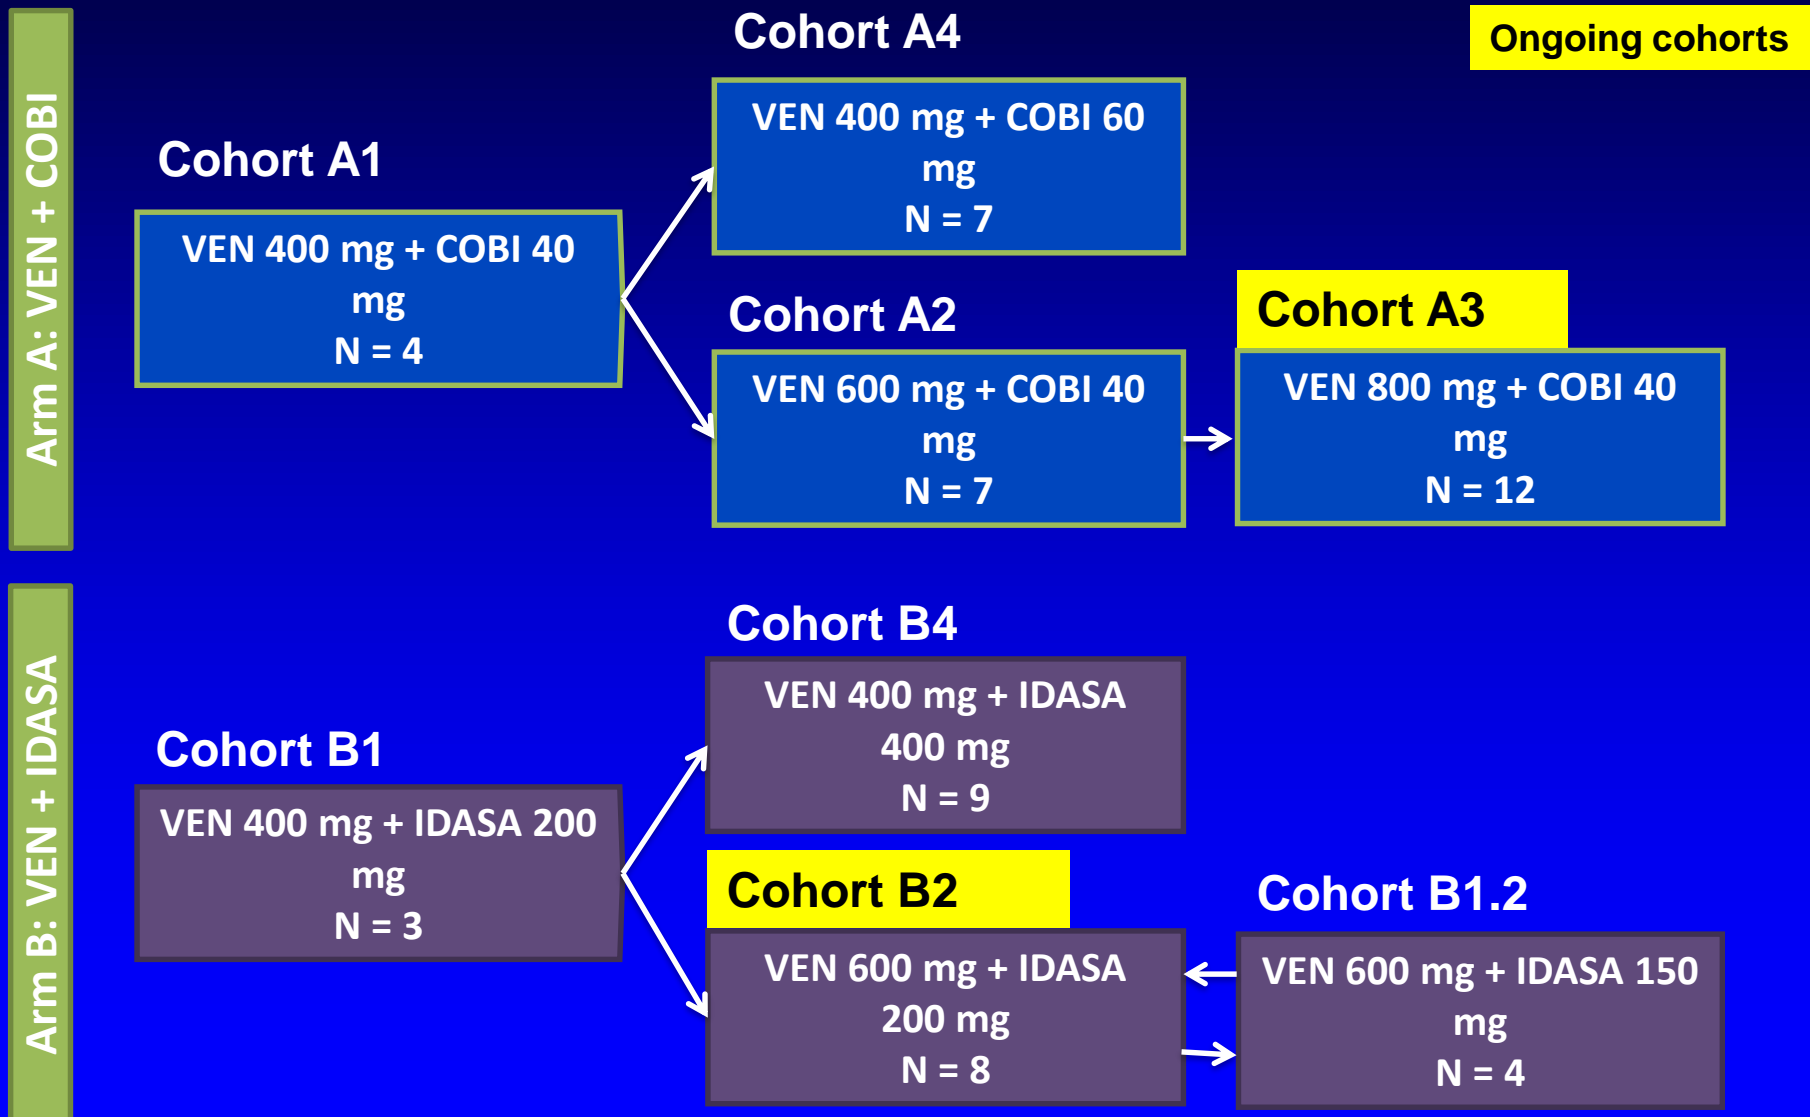 Ongoing cohorts
Arm A: VEN + COBI
Cohort A1
VEN 400 mg + COBI 40
mg
N = 4
Cohort A4
VEN 400 mg + COBI 60
mg
N = 7
Cohort A2
VEN 600 mg + COBI 40
mg
N = 7
Cohort A3
VEN 800 mg + COBI 40
mg
N = 12
Arm B: VEN + IDASA
Cohort B1
VEN 400 mg + IDASA 200
mg
N = 3
Cohort B4
VEN 400 mg + IDASA
400 mg
N = 9
Cohort B2
VEN 600 mg + IDASA
200 mg
N = 8
Cohort B1.2
VEN 600 mg + IDASA 150
mg
N = 4